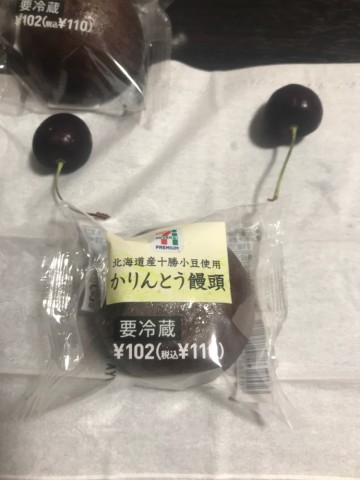 要冷蔵
¥102(税込¥110)
PREMIUM
北海道産十勝小豆使用
かりんとう饅頭
要冷蔵
¥102(税込¥110)